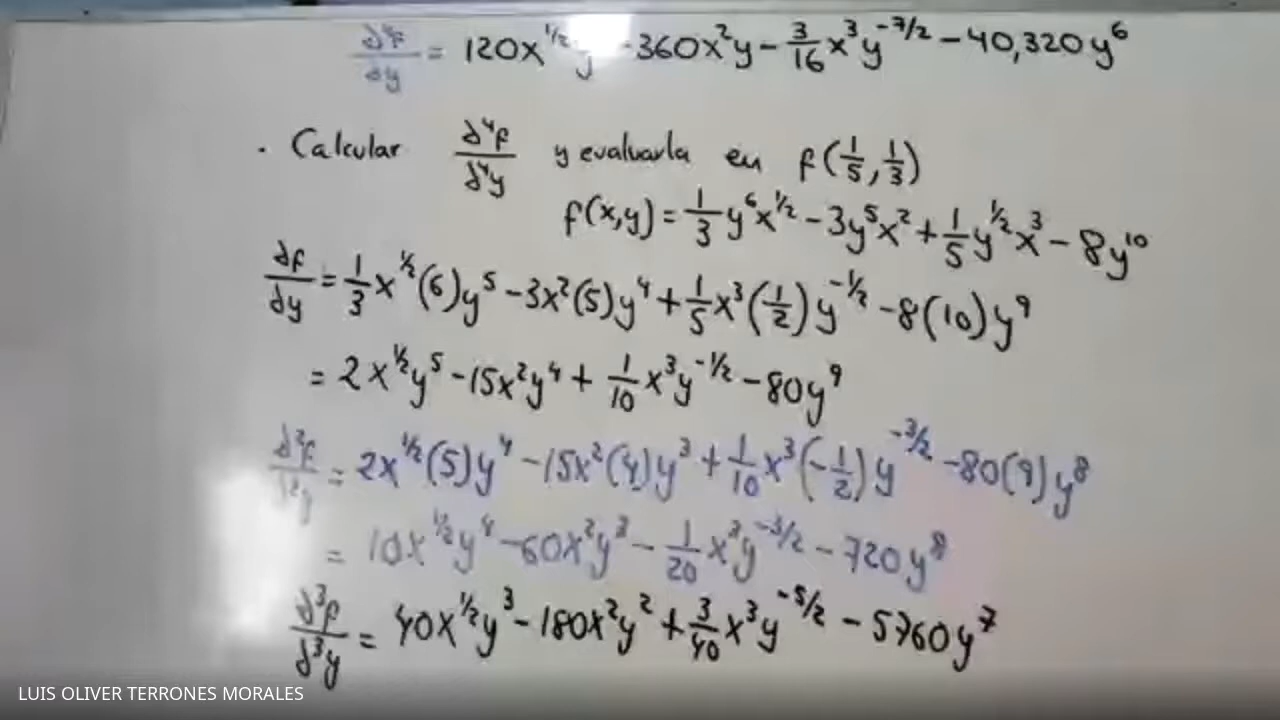 ∂⁴f/∂y = 120x^1/2 y² -360x²y - 3/16 x³y^-7/2 - 40,320y⁶
. Calcular ∂⁴f/∂⁴y y evaluarla en f(1/5, 1/3)
f(x,y) = 1/3 y⁶x^1/2 - 3y⁵x² + 1/5 y^1/2 x³ - 8y¹⁰
∂f/∂y = 1/3 x^1/2 (6)y⁵ - 3x²(5)y⁴ + 1/5 x³(1/2)y^-1/2 - 8(10)y⁹
= 2x^1/2 y⁵ - 15x²y⁴ + 1/10 x³y^-1/2 - 80y⁹
∂²f/∂²y = 2x^1/2 (5)y⁴ - 15x²(4)y³ + 1/10 x³(-1/2)y^-3/2 - 80(9)y⁸
= 10x^1/2 y⁴ - 60x²y³ - 1/20 x³y^-3/2 - 720y⁸
∂³f/∂³y = 40x^1/2 y³ - 180x²y² + 3/40 x³y^-5/2 - 5760y⁷
LUIS OLIVER TERRONES MORALES